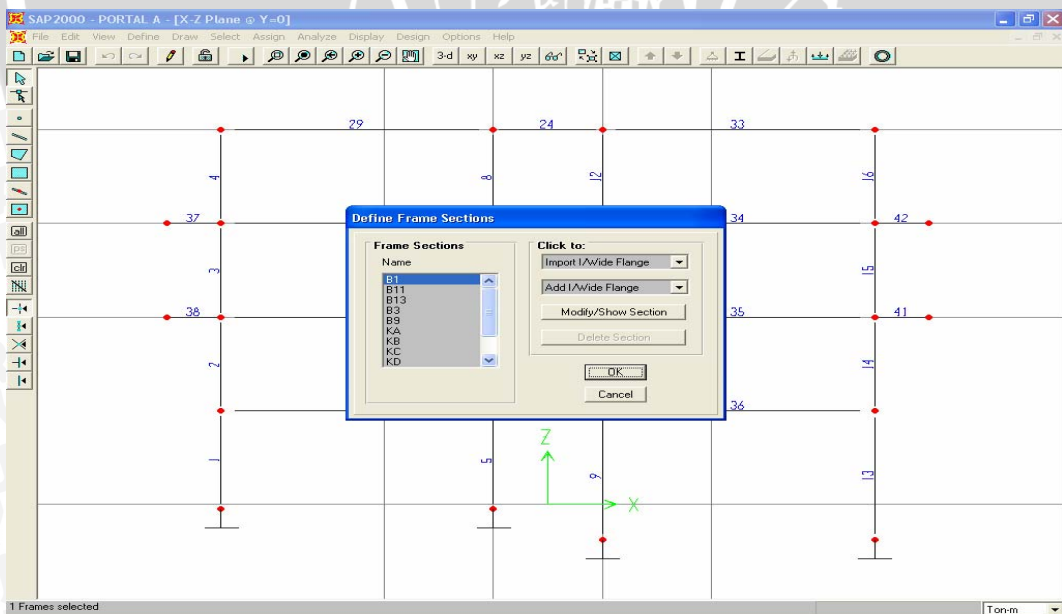 SAP2000 - PORTAL A - [X-Z Plane @ Y=0]
File Edit View Define Draw Select Assign Analyze Display Design Options Help
3-d xy xz yz
29 24 33
4 8 12 16
37 34 42
Define Frame Sections
Frame Sections
Name
B1
B11
B13
B3
B9
KA
KB
KC
KD
Click to:
Import I/Wide Flange
Add I/Wide Flange
Modify/Show Section
Delete Section
OK
Cancel
all
ps
clr
3 15
38 35 41
2 14
36
Z
1 5 9 13
X
1 Frames selected
Ton-m